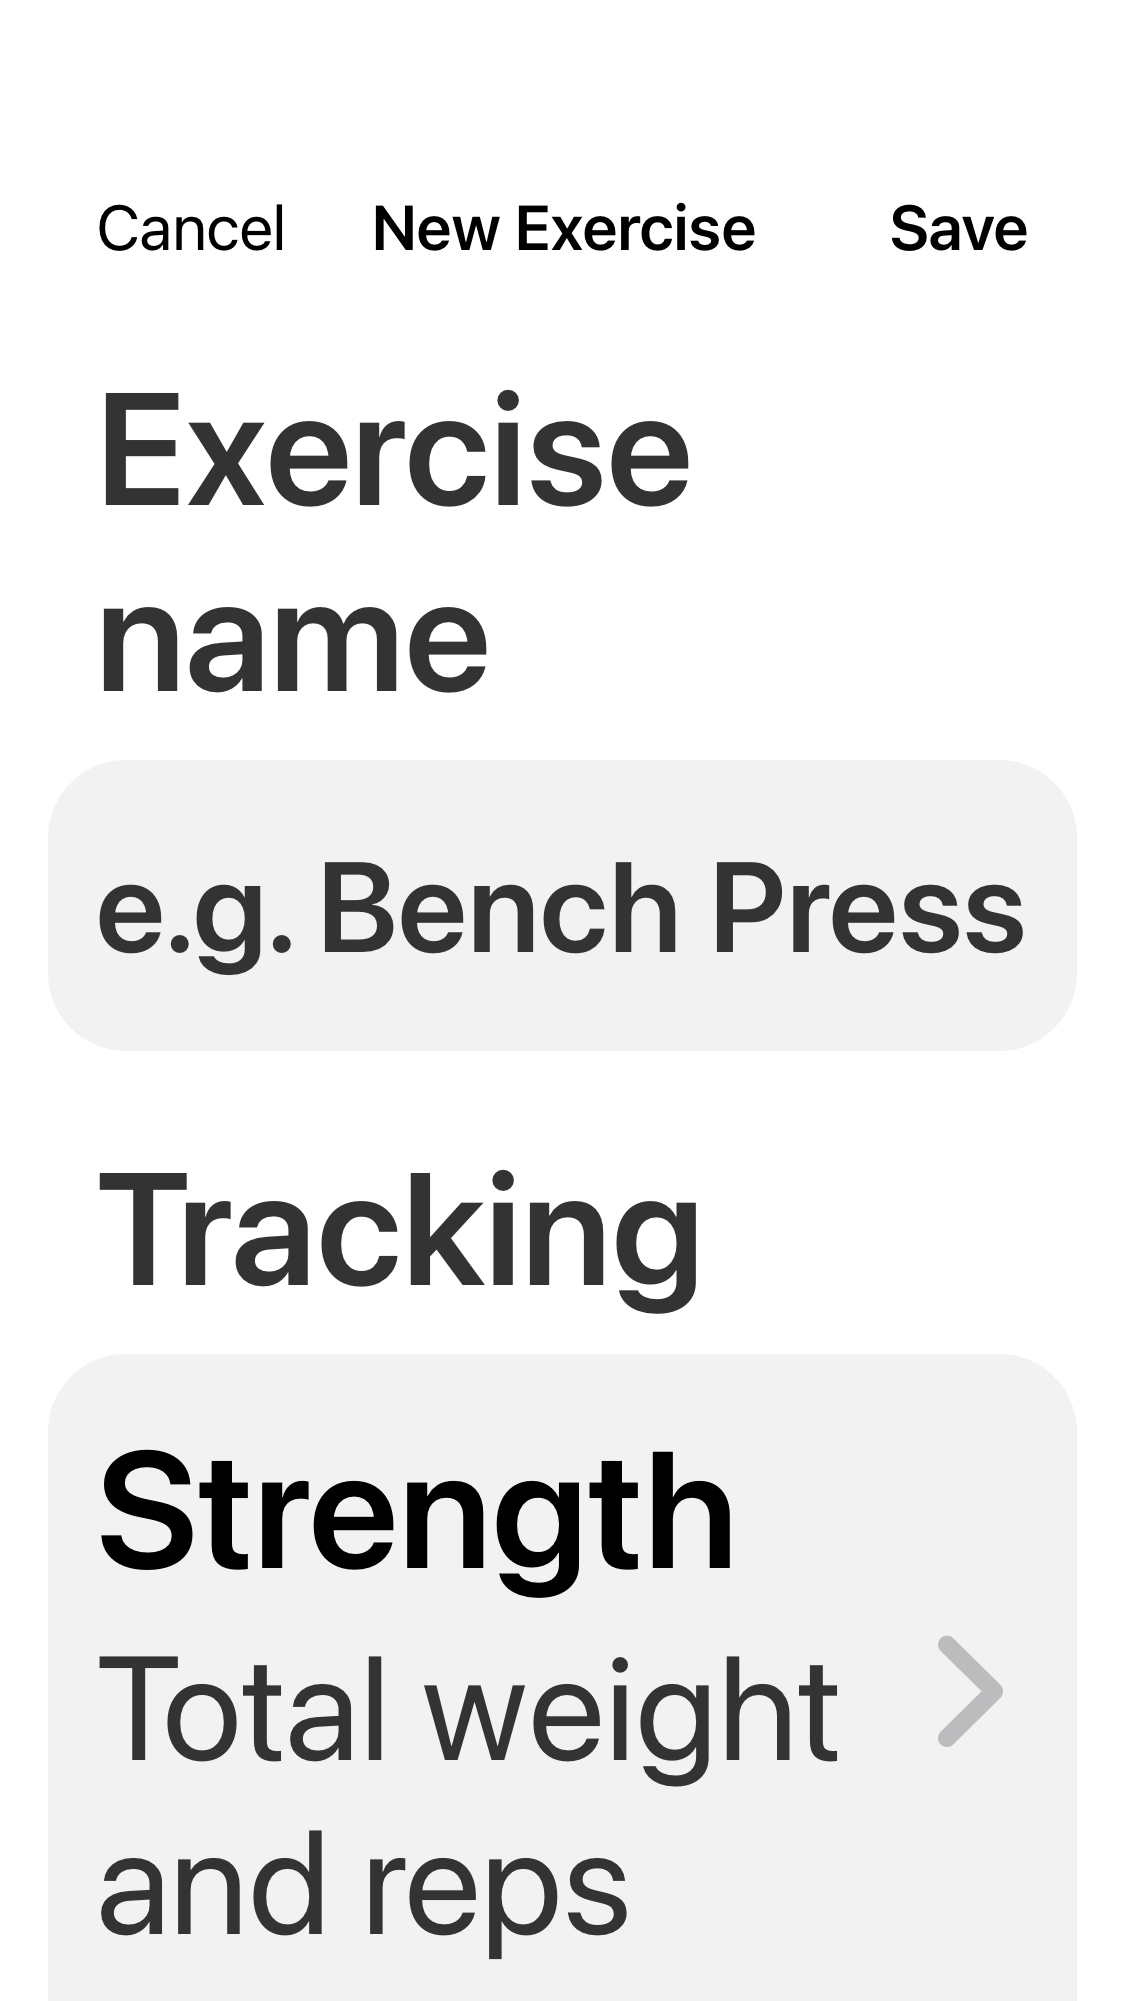 Cancel New Exercise Save
Exercise
name
e.g. Bench Press
Tracking
Strength
Total weight
and reps